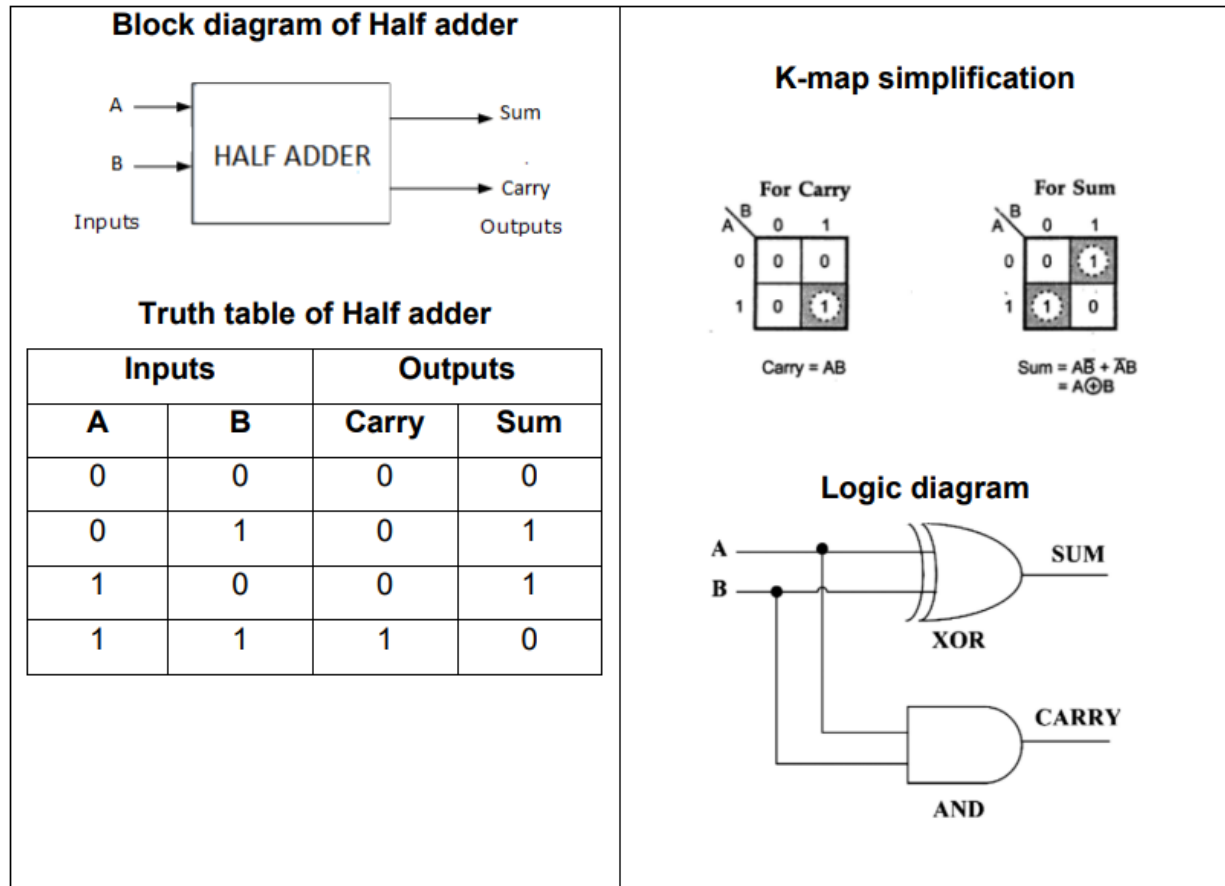 Block diagram of Half adder
A
Sum
HALF ADDER
B
Carry
Inputs
Outputs
Truth table of Half adder
Inputs Outputs
A B Carry Sum
0 0 0 0
0 1 0 1
1 0 0 1
1 1 1 0
K-map simplification
For Carry
B
A 0 1
0 0 0
1 0 1
Carry = AB
For Sum
B
A 0 1
0 0 1
1 1 0
Sum = AB̅ + A̅B
= A⊕B
Logic diagram
A
SUM
B
XOR
CARRY
AND